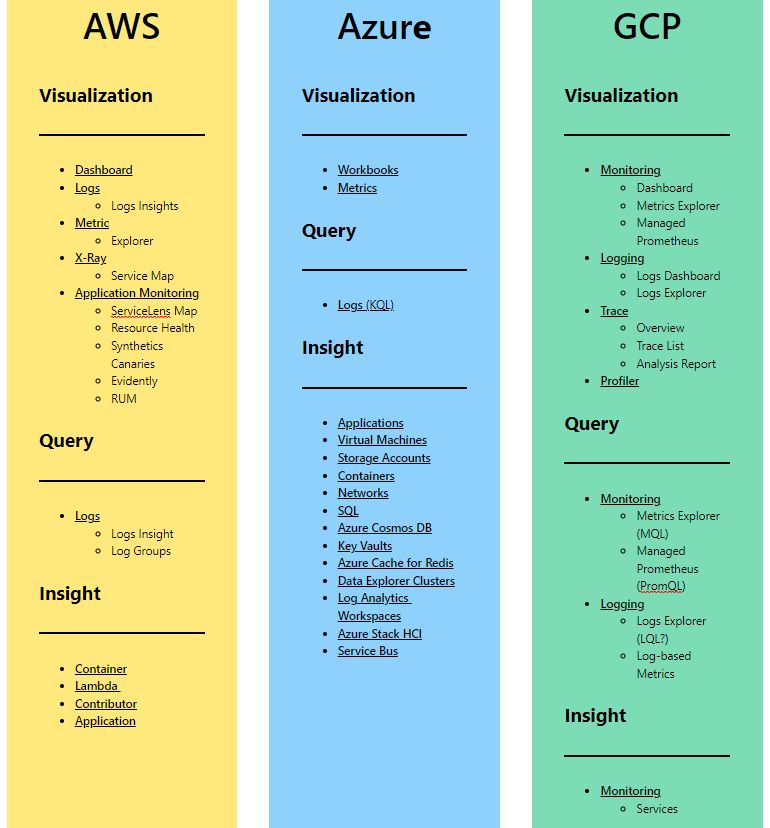 AWS
Visualization
Dashboard
Logs
Logs Insights
Metric
Explorer
X-Ray
Service Map
Application Monitoring
ServiceLens Map
Resource Health
Synthetics
Canaries
Evidently
RUM
Query
Logs
Logs Insight
Log Groups
Insight
Container
Lambda
Contributor
Application
Azure
Visualization
Workbooks
Metrics
Query
Logs (KQL)
Insight
Applications
Virtual Machines
Storage Accounts
Containers
Networks
SQL
Azure Cosmos DB
Key Vaults
Azure Cache for Redis
Data Explorer Clusters
Log Analytics
Workspaces
Azure Stack HCI
Service Bus
GCP
Visualization
Monitoring
Dashboard
Metrics Explorer
Managed
Prometheus
Logging
Logs Dashboard
Logs Explorer
Trace
Overview
Trace List
Analysis Report
Profiler
Query
Monitoring
Metrics Explorer
(MQL)
Managed
Prometheus
(PromQL)
Logging
Logs Explorer
(LQL?)
Log-based
Metrics
Insight
Monitoring
Services